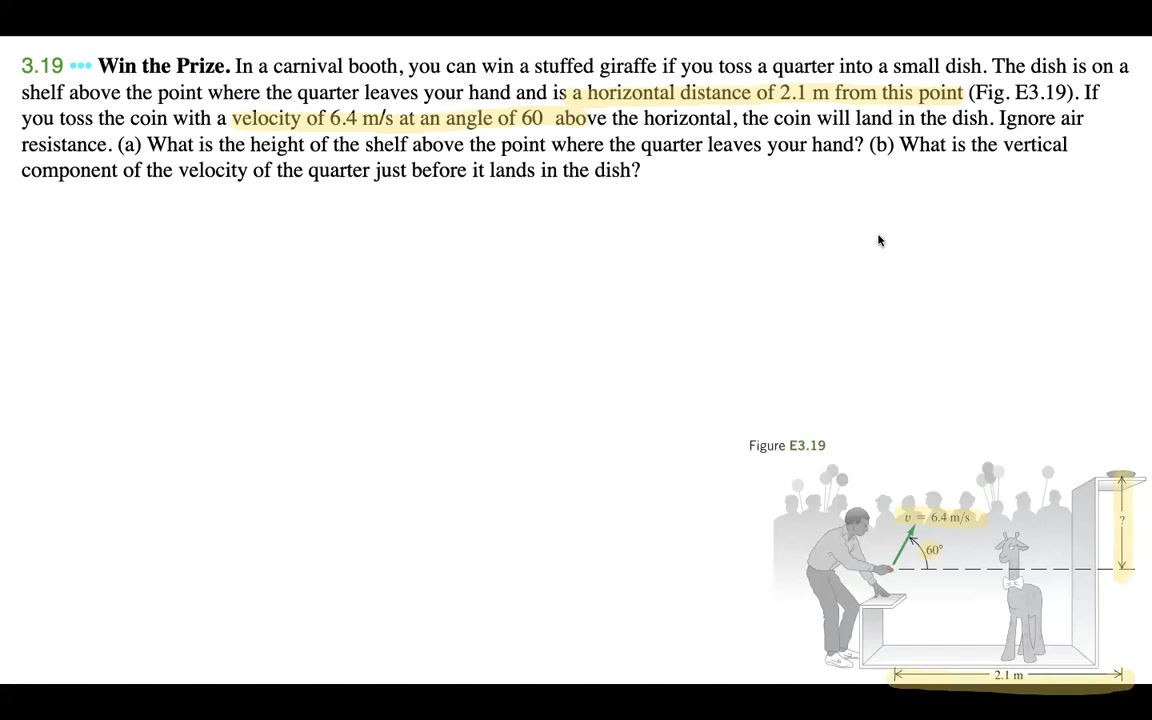 3.19 ••• Win the Prize. In a carnival booth, you can win a stuffed giraffe if you toss a quarter into a small dish. The dish is on a
shelf above the point where the quarter leaves your hand and is a horizontal distance of 2.1 m from this point (Fig. E3.19). If
you toss the coin with a velocity of 6.4 m/s at an angle of 60 above the horizontal, the coin will land in the dish. Ignore air
resistance. (a) What is the height of the shelf above the point where the quarter leaves your hand? (b) What is the vertical
component of the velocity of the quarter just before it lands in the dish?
Figure E3.19
v = 6.4 m/s
?
60°
2.1 m